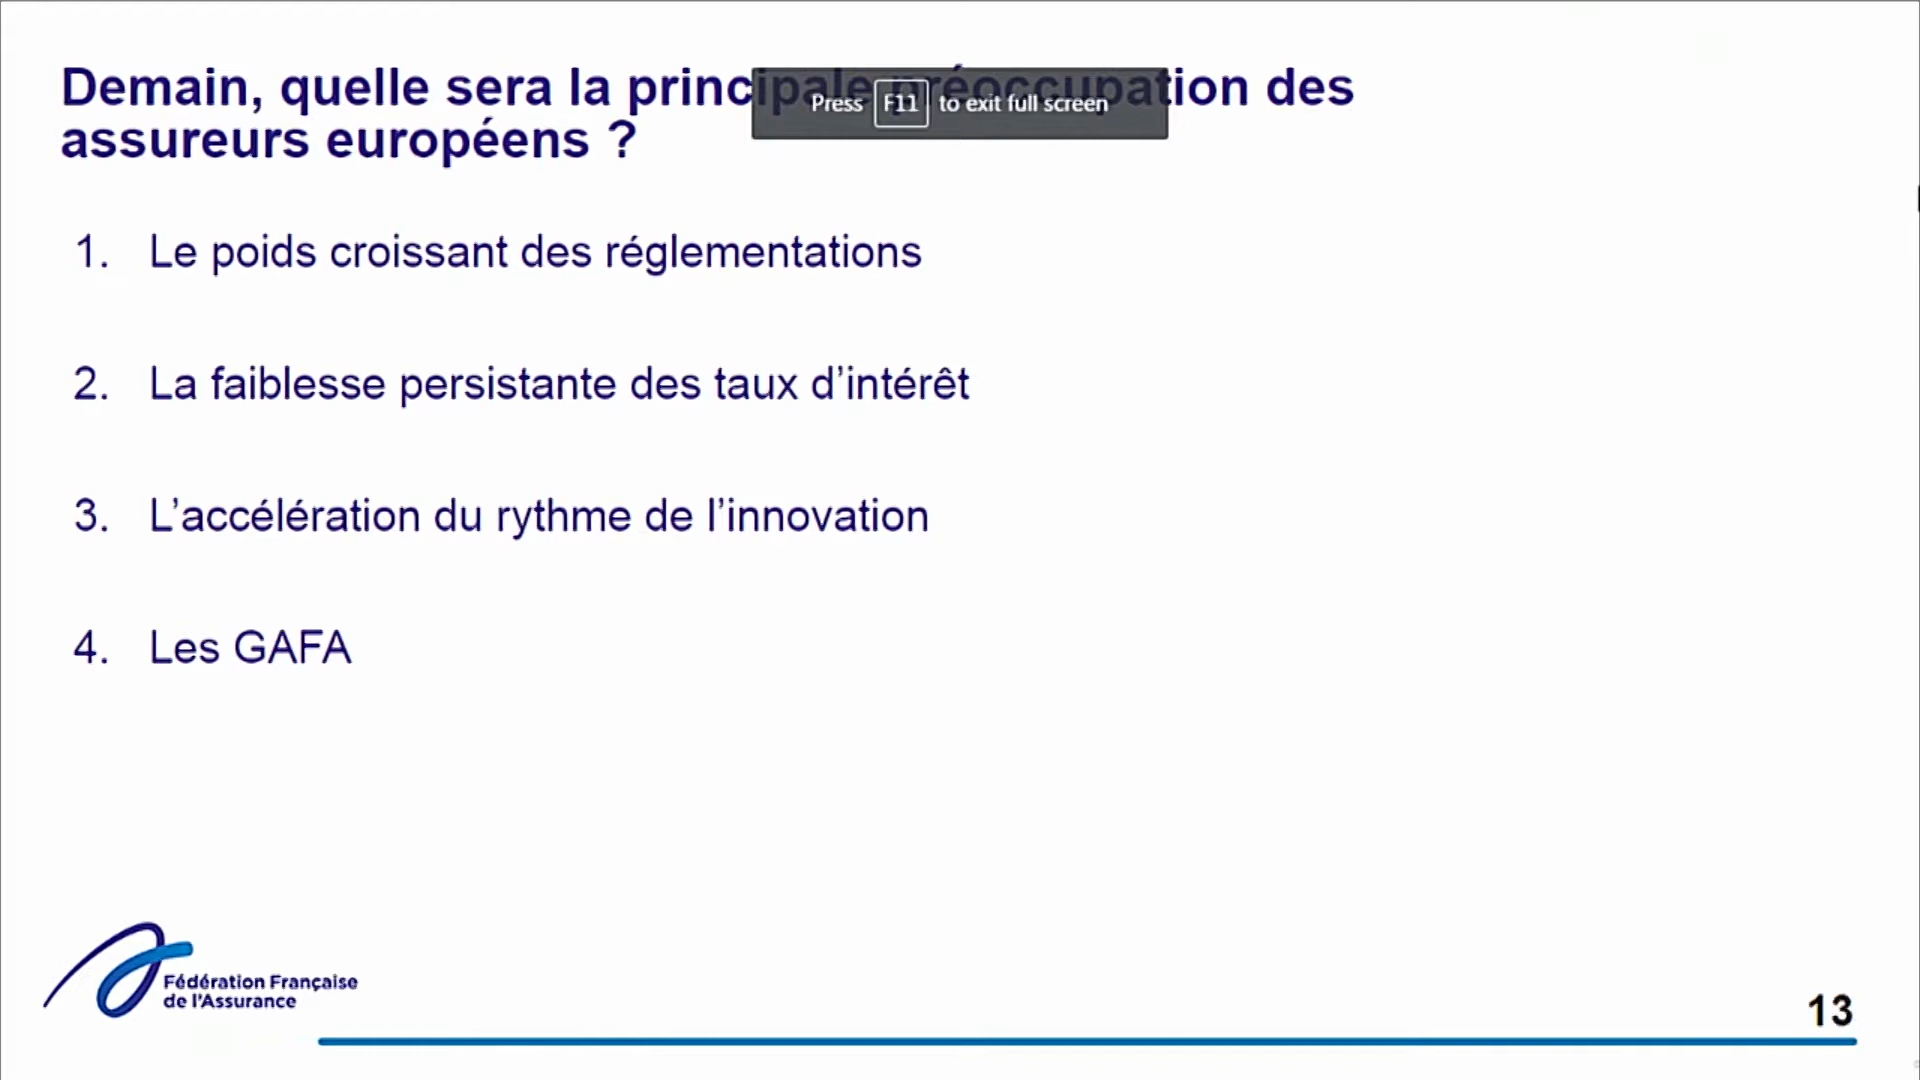 Demain, quelle sera la principale préoccupation des
assureurs européens ?
Press F11 to exit full screen
1. Le poids croissant des réglementations
2. La faiblesse persistante des taux d’intérêt
3. L’accélération du rythme de l’innovation
4. Les GAFA
Fédération Française
de l'Assurance
13